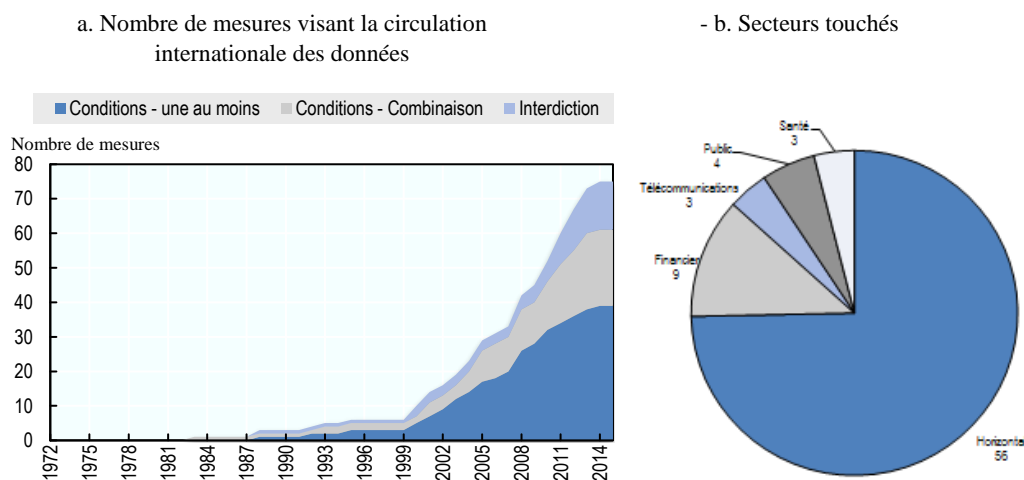 a. Nombre de mesures visant la circulation
internationale des données
- b. Secteurs touchés
Conditions - une au moins Conditions - Combinaison Interdiction
Nombre de mesures
80
70
60
50
40
30
20
10
0
1972 1975 1978 1981 1984 1987 1990 1993 1996 1999 2002 2005 2008 2011 2014
Santé
3
Public
4
Télécommunications
3
Financier
9
Horizontal
56